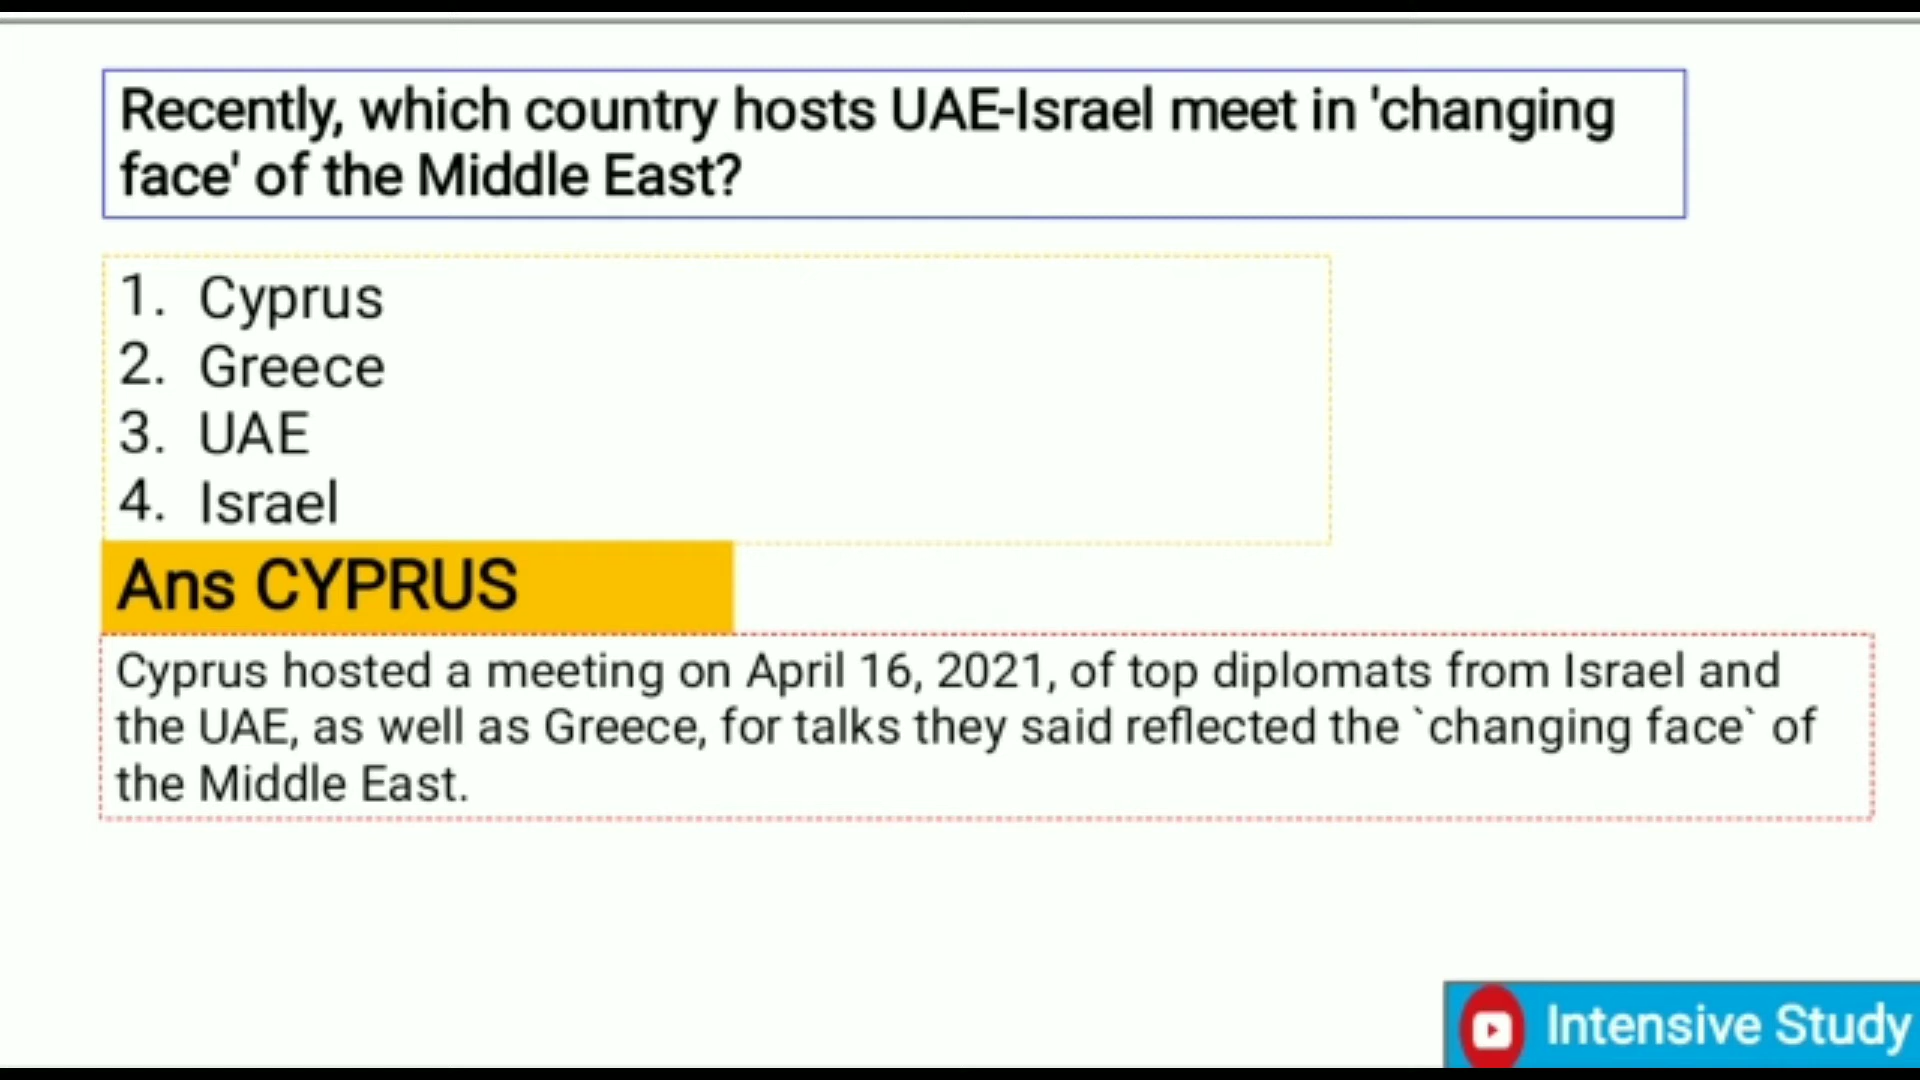 Recently, which country hosts UAE-Israel meet in 'changing
face' of the Middle East?
1. Cyprus
2. Greece
3. UAE
4. Israel
Ans CYPRUS
Cyprus hosted a meeting on April 16, 2021, of top diplomats from Israel and
the UAE, as well as Greece, for talks they said reflected the `changing face` of
the Middle East.
Intensive Study